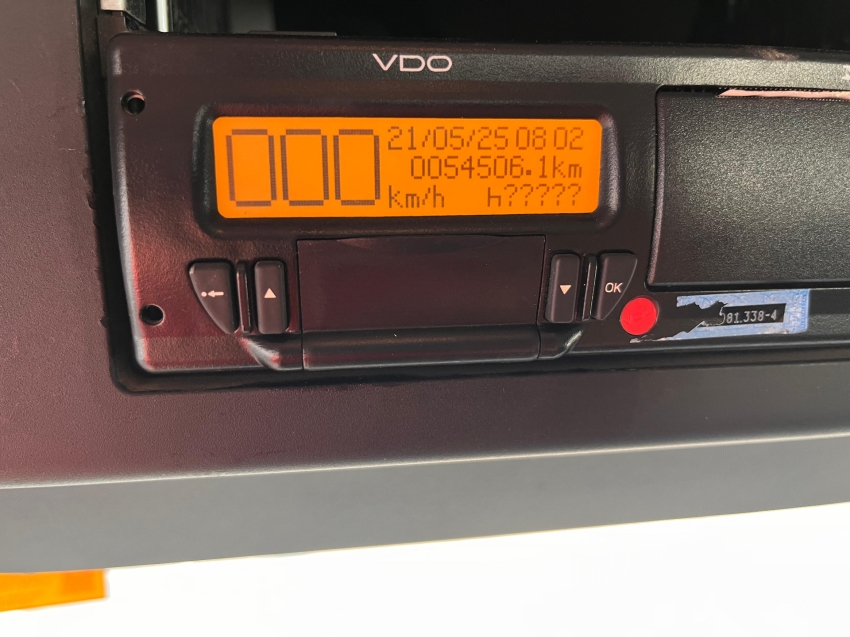 VDO
000 21/05/25 08 02
0054506.1km
km/h h?????
OK
81.338-4